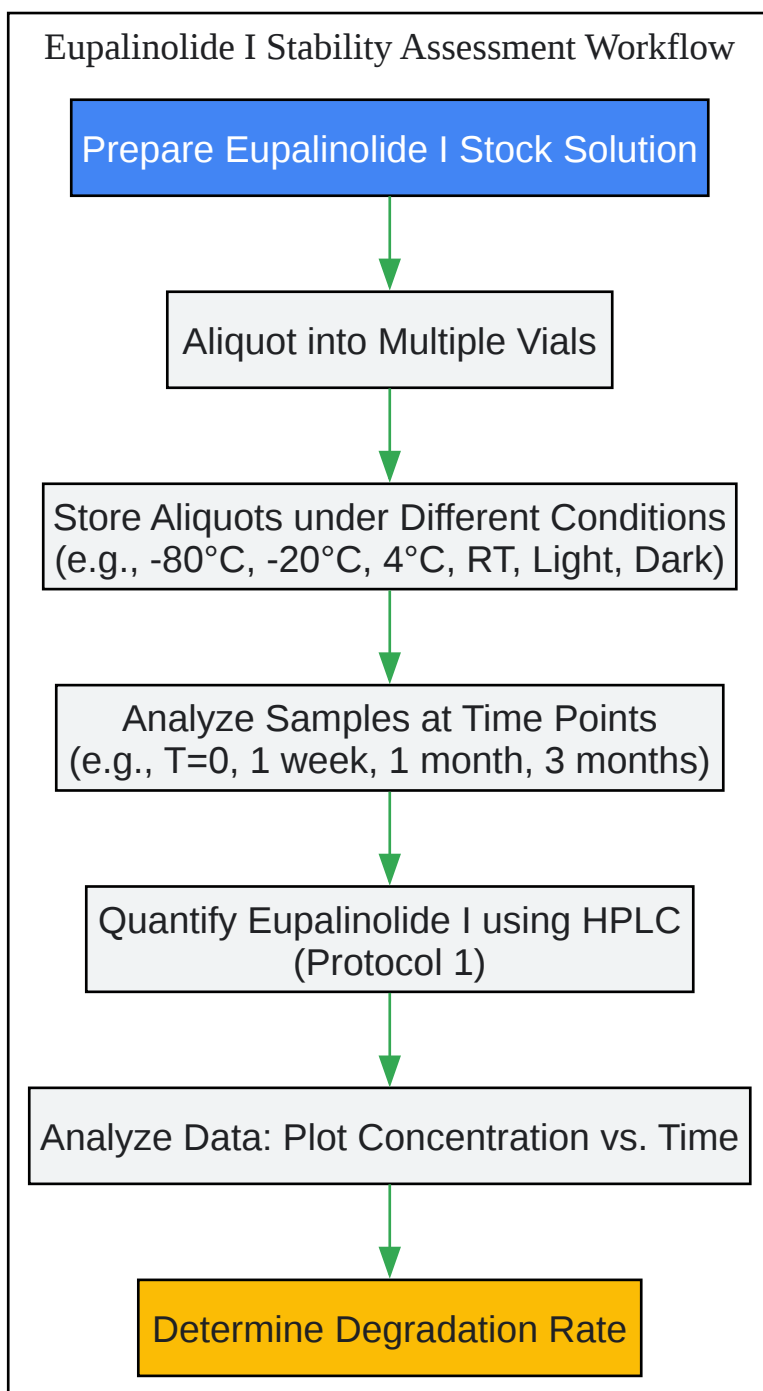 Eupalinolide I Stability Assessment Workflow
Prepare Eupalinolide I Stock Solution
Aliquot into Multiple Vials
Store Aliquots under Different Conditions
(e.g., -80°C, -20°C, 4°C, RT, Light, Dark)
Analyze Samples at Time Points
(e.g., T=0, 1 week, 1 month, 3 months)
Quantify Eupalinolide I using HPLC
(Protocol 1)
Analyze Data: Plot Concentration vs. Time
Determine Degradation Rate